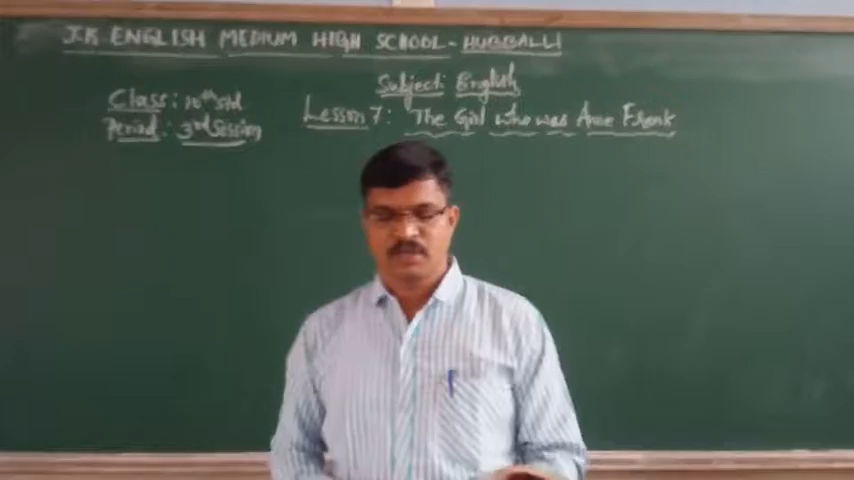 J.K ENGLISH MEDIUM HIGH SCHOOL - HUBBALLI
Subject: English
Class: 10th std
Lesson 7: The Girl who was Anne Frank
Period: 3rd Session